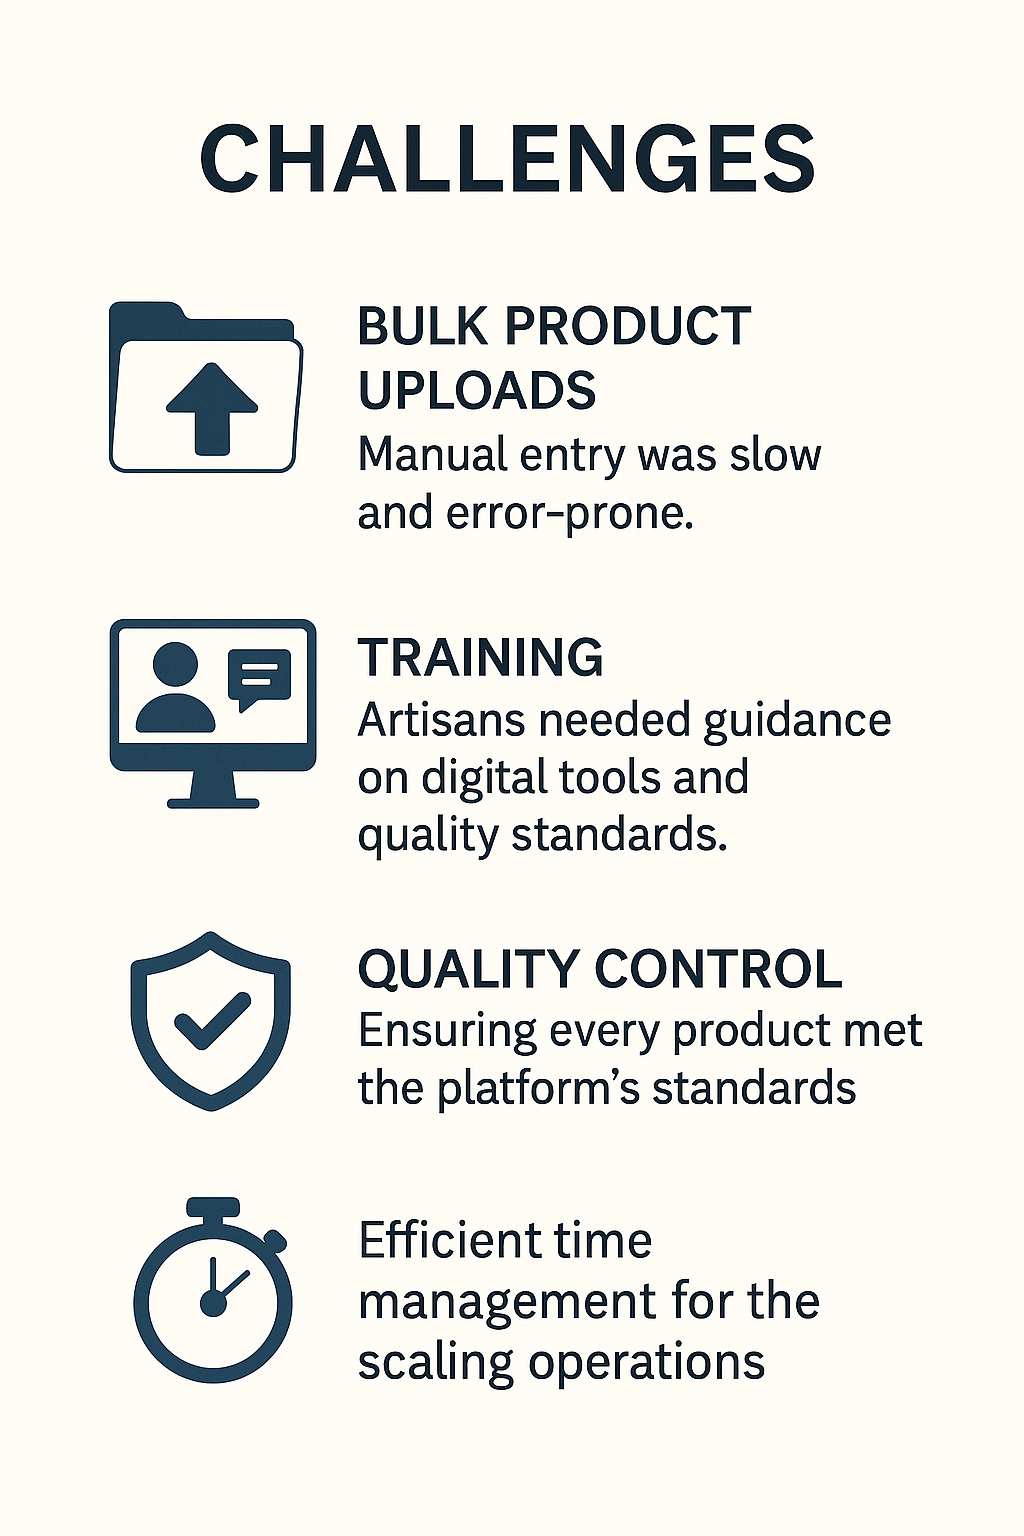 CHALLENGES
BULK PRODUCT
UPLOADS
Manual entry was slow
and error-prone.
TRAINING
Artisans needed guidance
on digital tools and
quality standards.
QUALITY CONTROL
Ensuring every product met
the platform’s standards
Efficient time
management for the
scaling operations